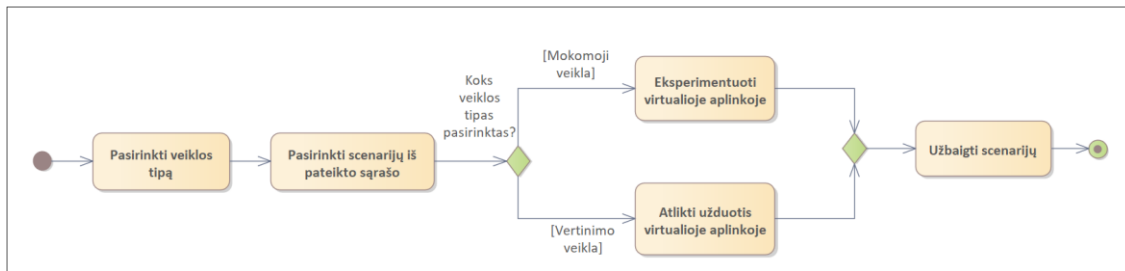 Pasirinkti veiklos
tipą
Pasirinkti scenarijų iš
pateikto sąrašo
Koks
veiklos
tipas
pasirinktas?
[Mokomoji
veikla]
Eksperimentuoti
virtualioje aplinkoje
[Vertinimo
veikla]
Atlikti užduotis
virtualioje aplinkoje
Užbaigti scenarijų